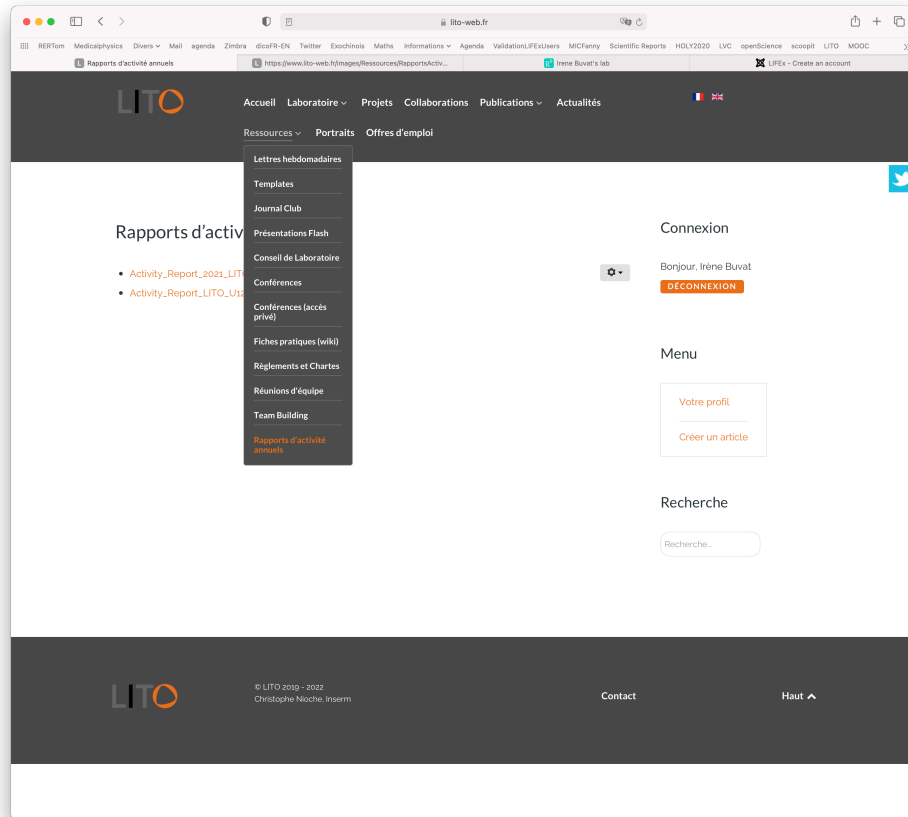 lito-web.fr
RERTom Medicalphysics Divers Mail agenda Zimbra dicoFR-EN Twitter Exochinois Maths Informations Agenda ValidationLIFExUsers MICFanny Scientific Reports HOLY2020 LVC openScience scoopit LITO MOOC
L Rapports d'activité annuels
L https://www.lito-web.fr/images/Ressources/RapportsActiv...
Irene Buvat's lab
LIFEx - Create an account
LITO
Accueil Laboratoire Projets Collaborations Publications Actualités
Ressources Portraits Offres d'emploi
Lettres hebdomadaires
Templates
Journal Club
Présentations Flash
Conseil de Laboratoire
Conférences
Conférences (accès
privé)
Fiches pratiques (wiki)
Règlements et Chartes
Réunions d'équipe
Team Building
Rapports d'activité
annuels
Rapports d'activ
Activity_Report_2021_LIT
Activity_Report_LITO_U12
Connexion
Bonjour, Irène Buvat
DÉCONNEXION
Menu
Votre profil
Créer un article
Recherche
Recherche...
LITO
© LITO 2019 - 2022
Christophe Nioche, Inserm
Contact
Haut